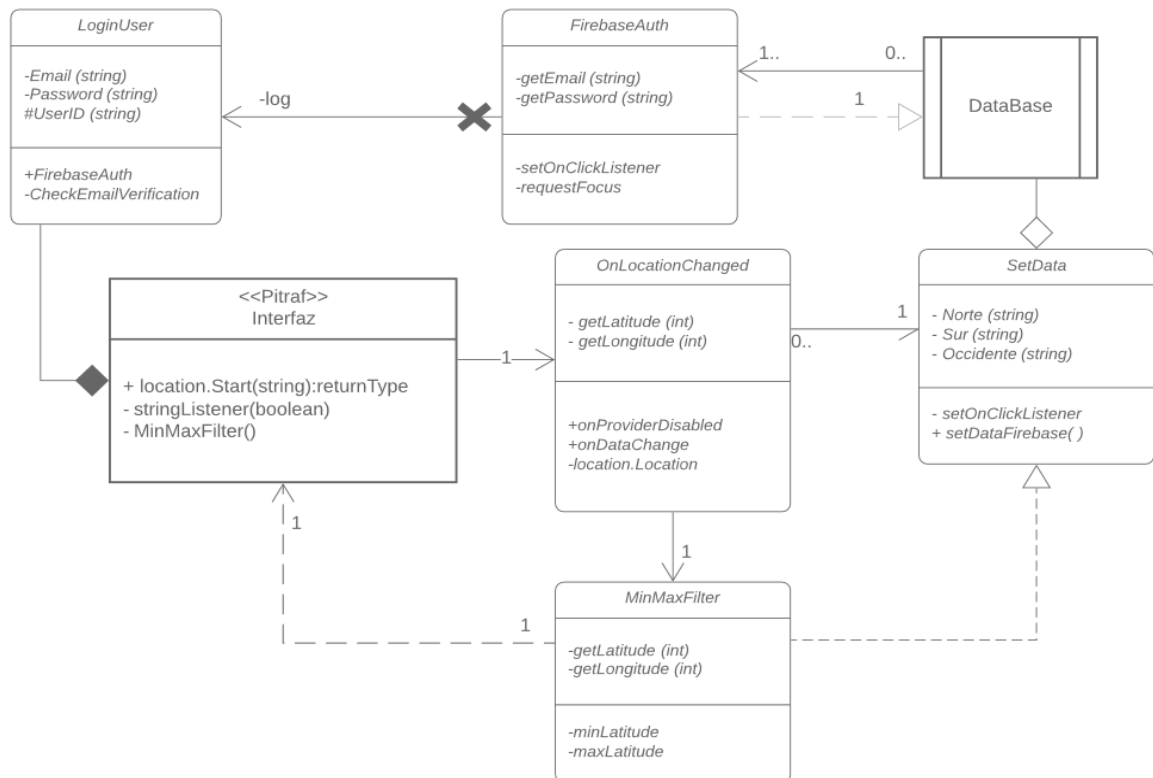 LoginUser
-Email (string)
-Password (string)
#UserID (string)
+FirebaseAuth
-CheckEmailVerification
-log
FirebaseAuth
-getEmail (string)
-getPassword (string)
-setOnClickListener
-requestFocus
1..
0..
1
DataBase
<<Pitraf>>
Interfaz
+ location.Start(string):returnType
- stringListener(boolean)
- MinMaxFilter()
1
OnLocationChanged
- getLatitude (int)
- getLongitude (int)
+onProviderDisabled
+onDataChange
-location.Location
0..
1
SetData
- Norte (string)
- Sur (string)
- Occidente (string)
- setOnClickListener
+ setDataFirebase( )
1
1
1
MinMaxFilter
-getLatitude (int)
-getLongitude (int)
-minLatitude
-maxLatitude